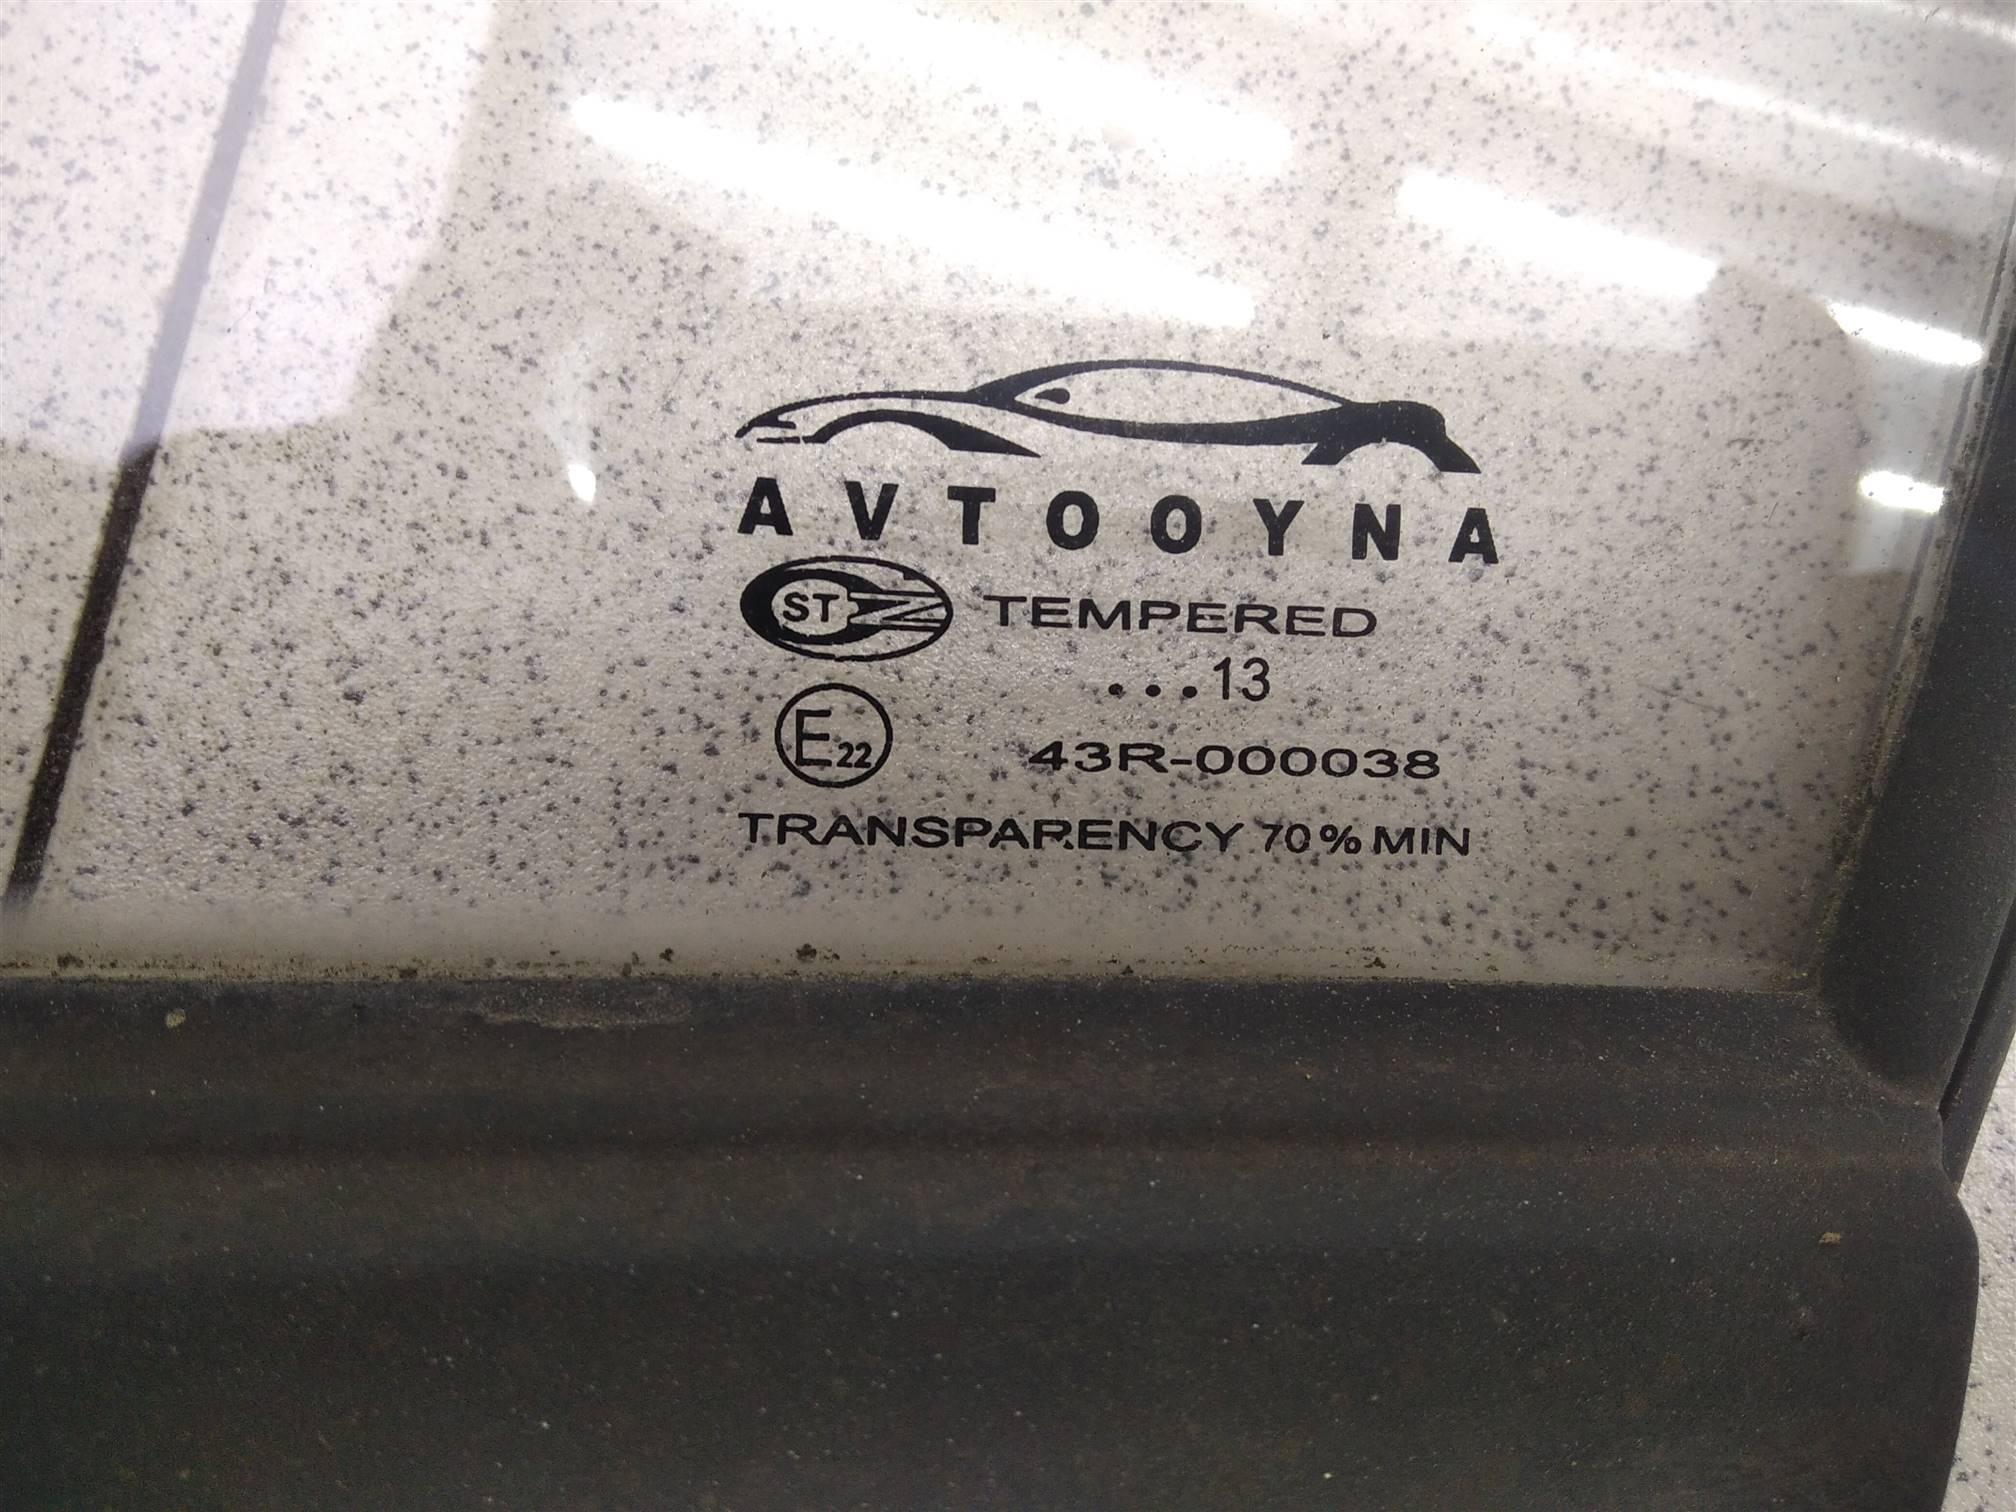 AVTOOYNA
ST TEMPERED
...13
E22 43R-000038
TRANSPARENCY 70% MIN